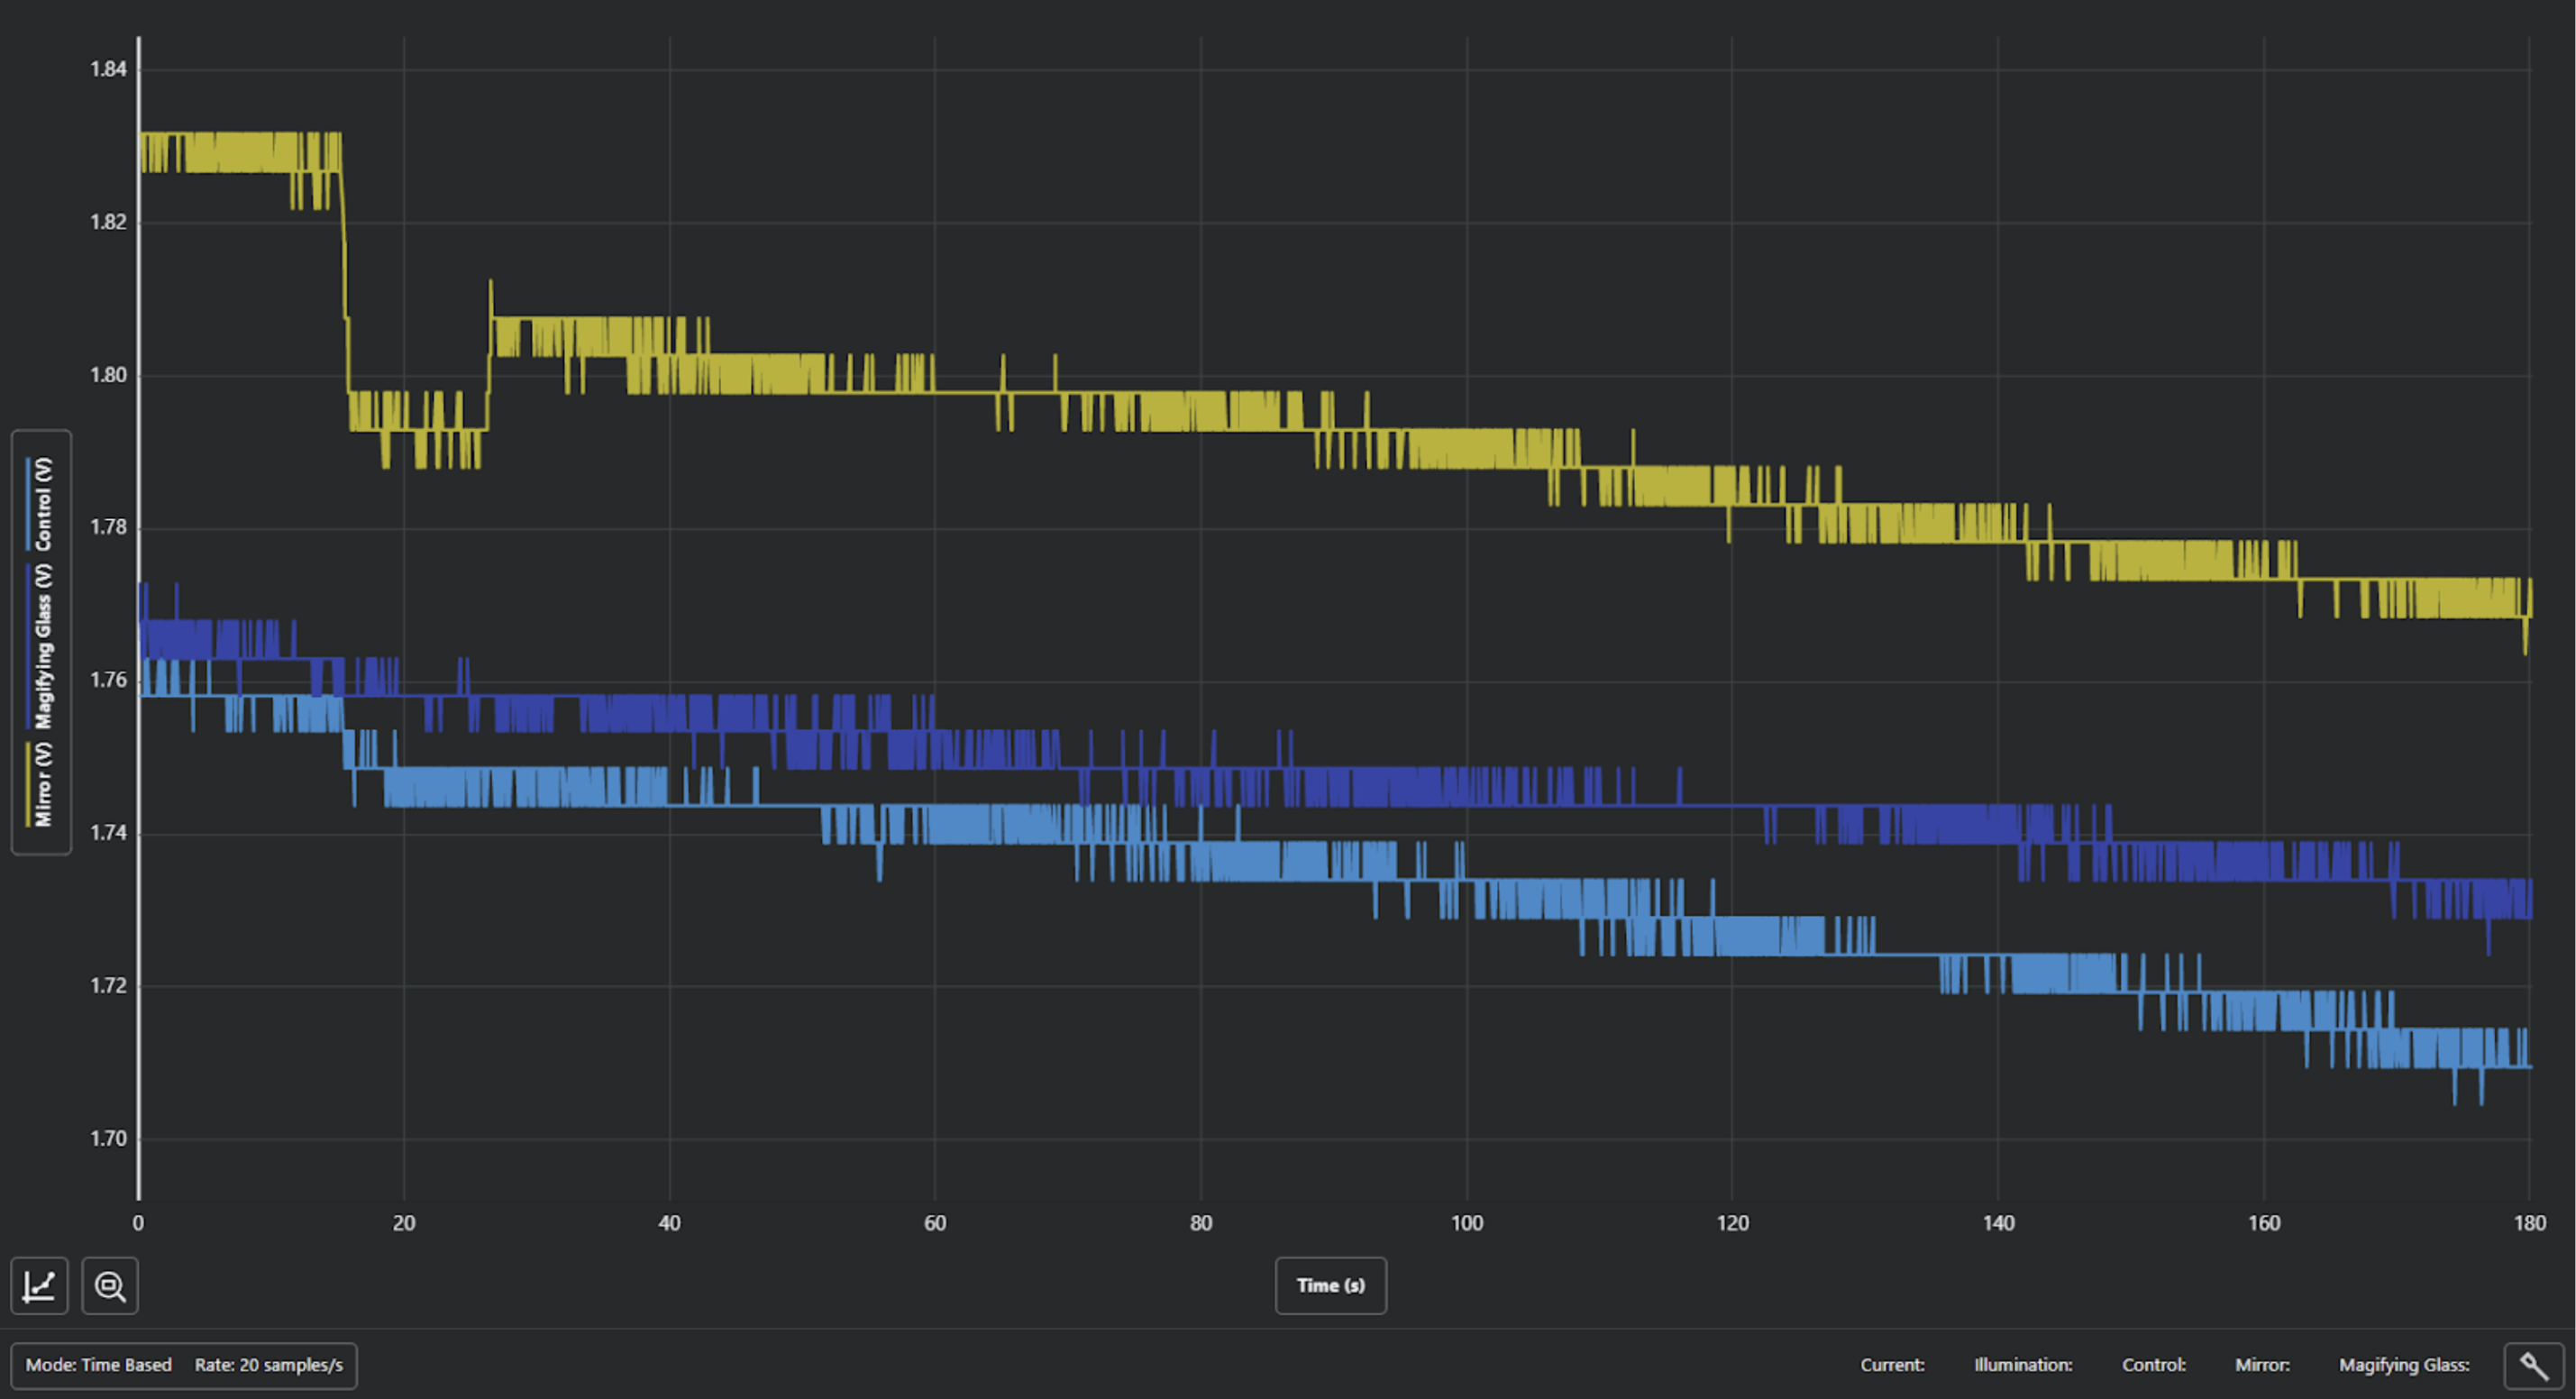 1.84
1.82
1.80
1.78
1.76
1.74
1.72
1.70
Mirror (V) Magifying Glass (V) Control (V)
0 20 40 60 80 100 120 140 160 180
Time (s)
Mode: Time Based Rate: 20 samples/s Current: Illumination: Control: Mirror: Magifying Glass: